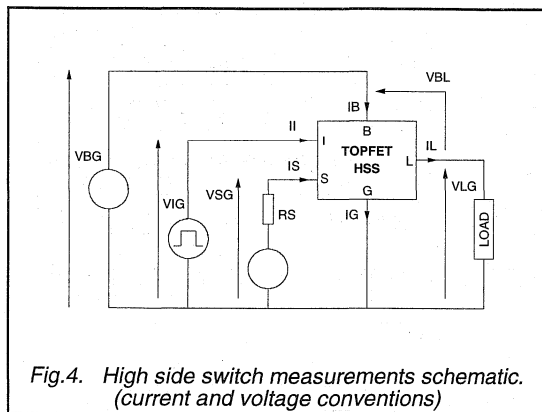 VBL
IB
B
II
I
TOPFET
HSS
IL
L
VBG
IS
S
VSG
VIG
G
VLG
RS
IG
LOAD
Fig.4. High side switch measurements schematic.
(current and voltage conventions)